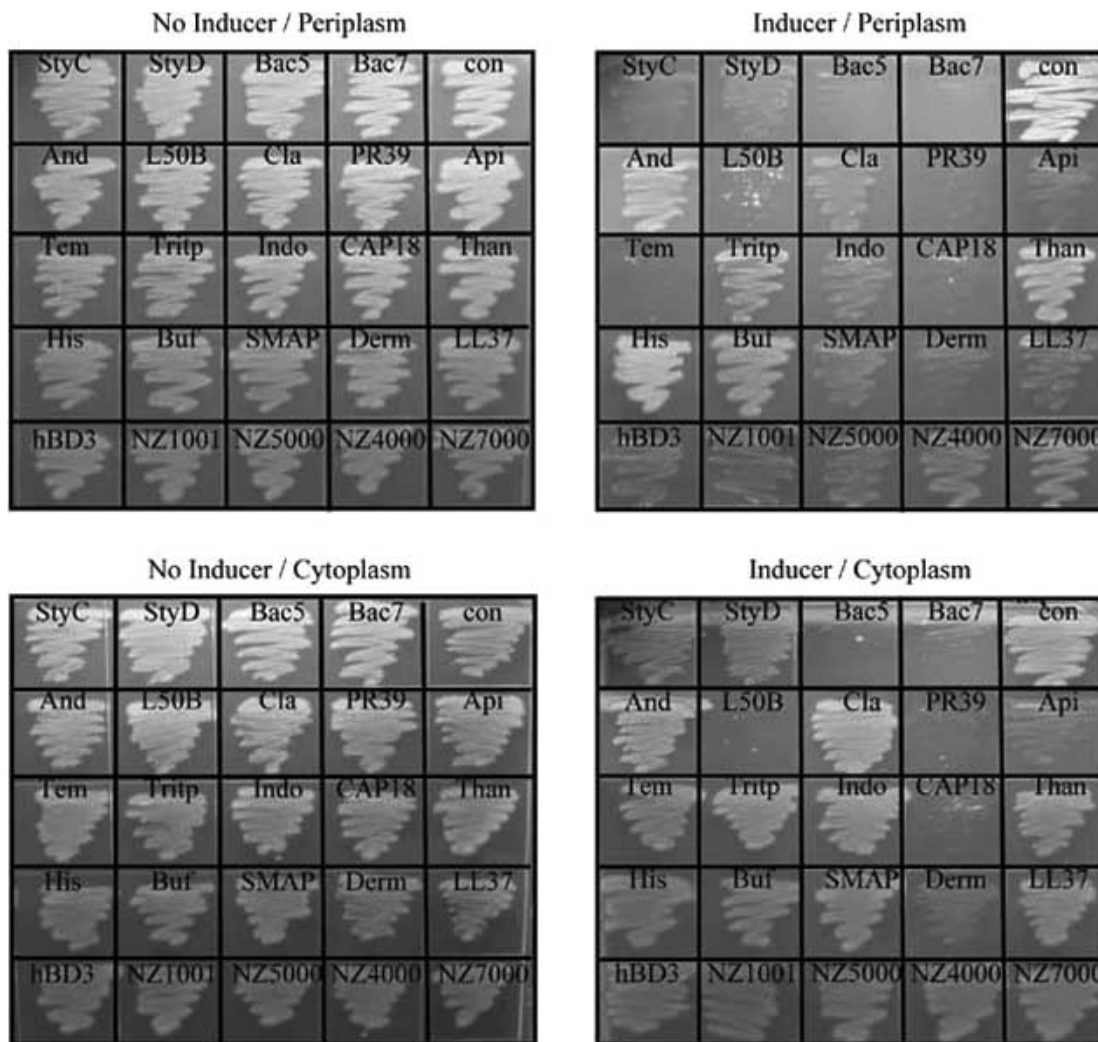 No Inducer / Periplasm
StyC StyD Bac5 Bac7 con
And L50B Cla PR39 Api
Tem Tritp Indo CAP18 Than
His Buf SMAP Derm LL37
hBD3 NZ1001 NZ5000 NZ4000 NZ7000
Inducer / Periplasm
StyC StyD Bac5 Bac7 con
And L50B Cla PR39 Api
Tem Tritp Indo CAP18 Than
His Buf SMAP Derm LL37
hBD3 NZ1001 NZ5000 NZ4000 NZ7000
No Inducer / Cytoplasm
StyC StyD Bac5 Bac7 con
And L50B Cla PR39 Api
Tem Tritp Indo CAP18 Than
His Buf SMAP Derm LL37
hBD3 NZ1001 NZ5000 NZ4000 NZ7000
Inducer / Cytoplasm
StyC StyD Bac5 Bac7 con
And L50B Cla PR39 Api
Tem Tritp Indo CAP18 Than
His Buf SMAP Derm LL37
hBD3 NZ1001 NZ5000 NZ4000 NZ7000